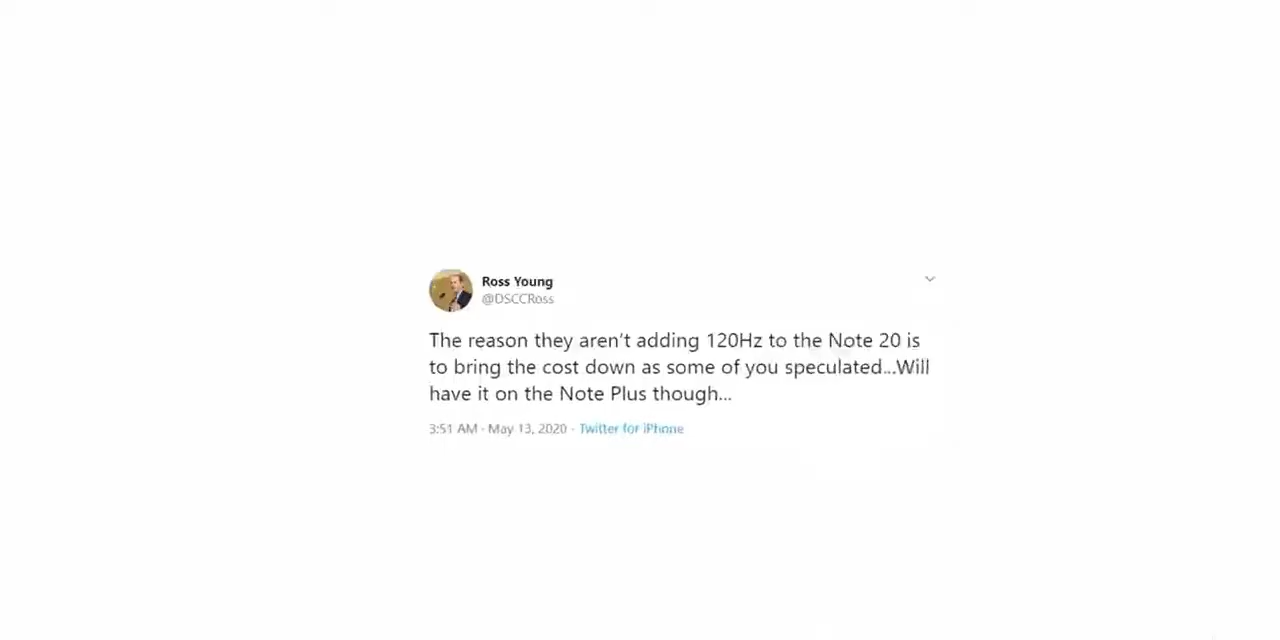 Ross Young
@DSCCRoss
The reason they aren't adding 120Hz to the Note 20 is
to bring the cost down as some of you speculated...Will
have it on the Note Plus though...
3:51 AM · May 13, 2020 · Twitter for iPhone